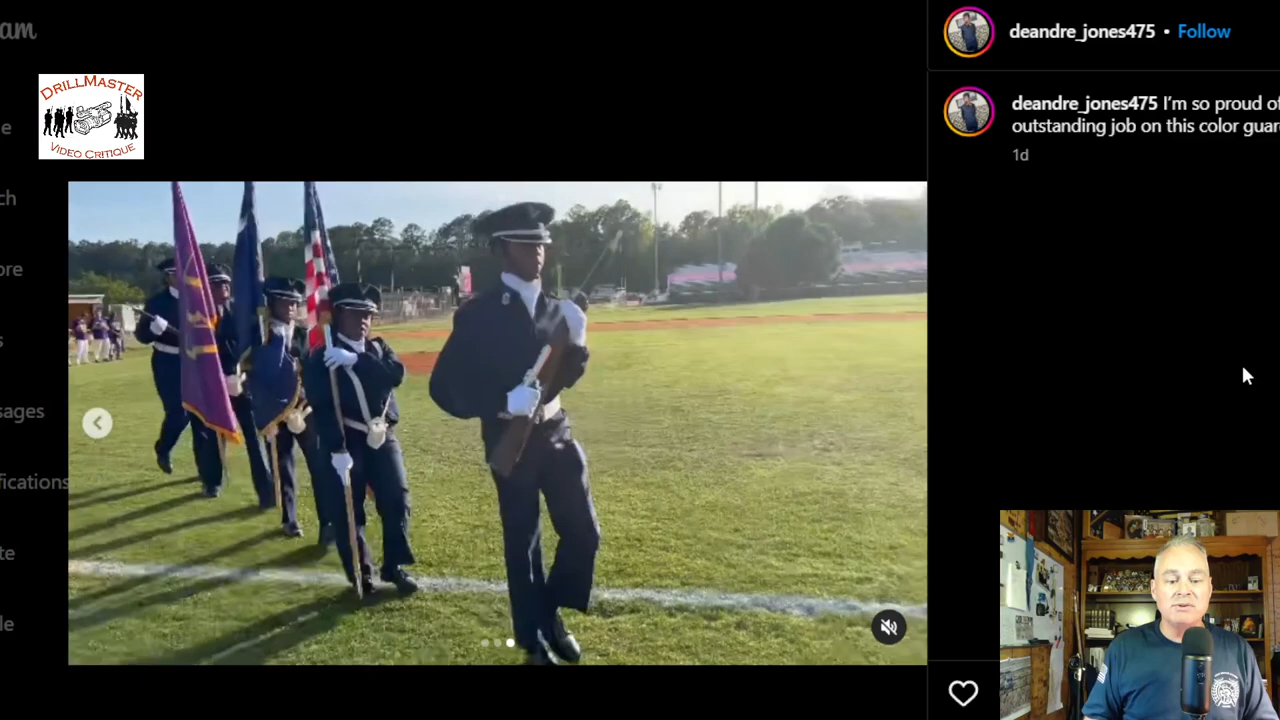 am
DRILLMASTER
VIDEO CRITIQUE
deandre_jones475 • Follow
deandre_jones475 I'm so proud of
outstanding job on this color guar
1d
e
ch
ore
s
sages
fications
te
le